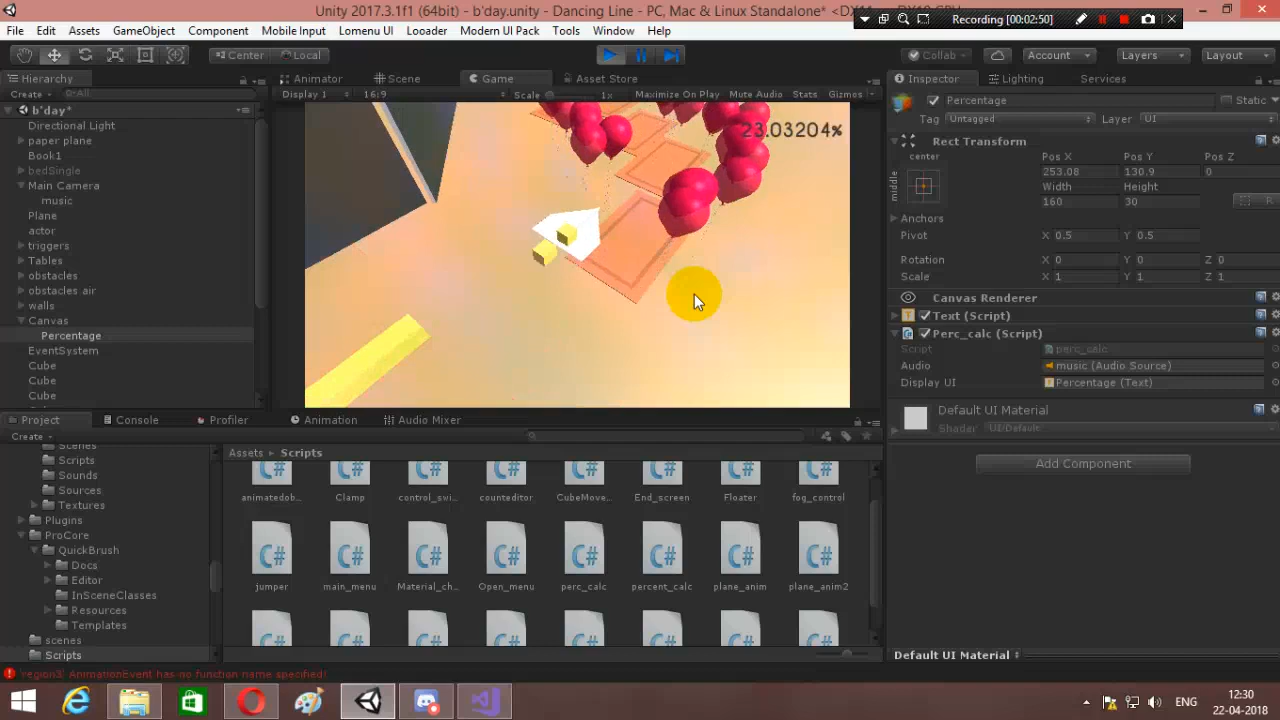 Unity 2017.3.1f1 (64bit) - b'day.unity - Dancing Line - PC, Mac & Linux Standalone*
Recording [00:02:50]
File Edit Assets GameObject Component Mobile Input Lomenu UI Loader Modern UI Pack Tools Window Help
Center Local Collab Account Layers Layout
Hierarchy Animator Scene Game Asset Store Inspector Lighting Services
Create All Display 1 16:9 Scale 1x Maximize On Play Mute Audio Stats Gizmos
b'day*
Directional Light
paper plane
Book1
bedSingle
Main Camera
music
Plane
actor
triggers
Tables
obstacles
obstacles air
walls
Canvas
Percentage
EventSystem
Cube
Cube
Cube
23.03204%
Percentage Static
Tag Untagged Layer UI
Rect Transform
center Pos X Pos Y Pos Z
middle 253.08 130.9 0
Width Height
160 30 R
Anchors
Pivot X 0.5 Y 0.5
Rotation X 0 Y 0 Z 0
Scale X 1 Y 1 Z 1
Canvas Renderer
Text (Script)
Perc_calc (Script)
Script perc_calc
Audio music (Audio Source)
Display UI Percentage (Text)
Default UI Material
Shader UI/Default
Add Component
Default UI Material
Project Console Profiler Animation Audio Mixer
Create
Scenes
Scripts
Sounds
Sources
Textures
Plugins
ProCore
QuickBrush
Docs
Editor
InSceneClasses
Resources
Templates
scenes
Scripts
Assets Scripts
animatedob... Clamp control_swi... counteditor CubeMove... End_screen Floater fog_control
jumper main_menu Material_ch... Open_menu perc_calc percent_calc plane_anim plane_anim2
'region3' AnimationEvent has no function name specified!
ENG
12:30
22-04-2018